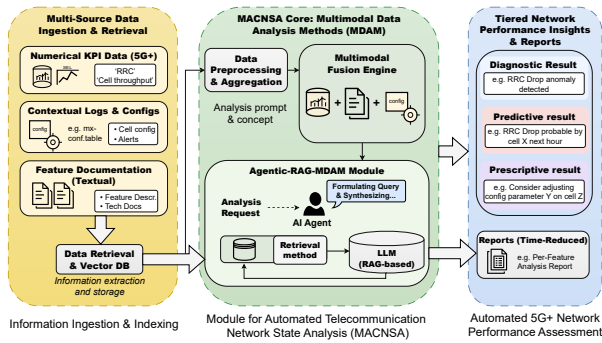 Multi-Source Data
Ingestion & Retrieval
Numerical KPI Data (5G+)
'RRC'
'Cell throughput'
Contextual Logs & Configs
config
e.g. mx-
conf.table
• Cell config
• Alerts
Feature Documentation
(Textual)
• Feature Descr.
• Tech Docs
Data Retrieval
& Vector DB
Information extraction
and storage
Information Ingestion & Indexing
MACNSA Core: Multimodal Data
Analysis Methods (MDAM)
Data
Preprocessing
& Aggregation
Analysis prompt
& concept
Multimodal
Fusion Engine
+
+
config
Agentic-RAG-MDAM Module
Formulating Query
& Synthesizing...
Analysis
Request
AI Agent
Retrieval
method
LLM
(RAG-based)
Module for Automated Telecommunication
Network State Analysis (MACNSA)
Tiered Network
Performance Insights
& Reports
Diagnostic Result
e.g. RRC Drop anomaly
detected
Predictive result
e.g. RRC Drop probable by
cell X next hour
Prescriptive result
e.g. Consider adjusting
config parameter Y on cell Z
Reports (Time-Reduced)
e.g. Per-Feature
Analysis Report
Automated 5G+ Network
Performance Assessment